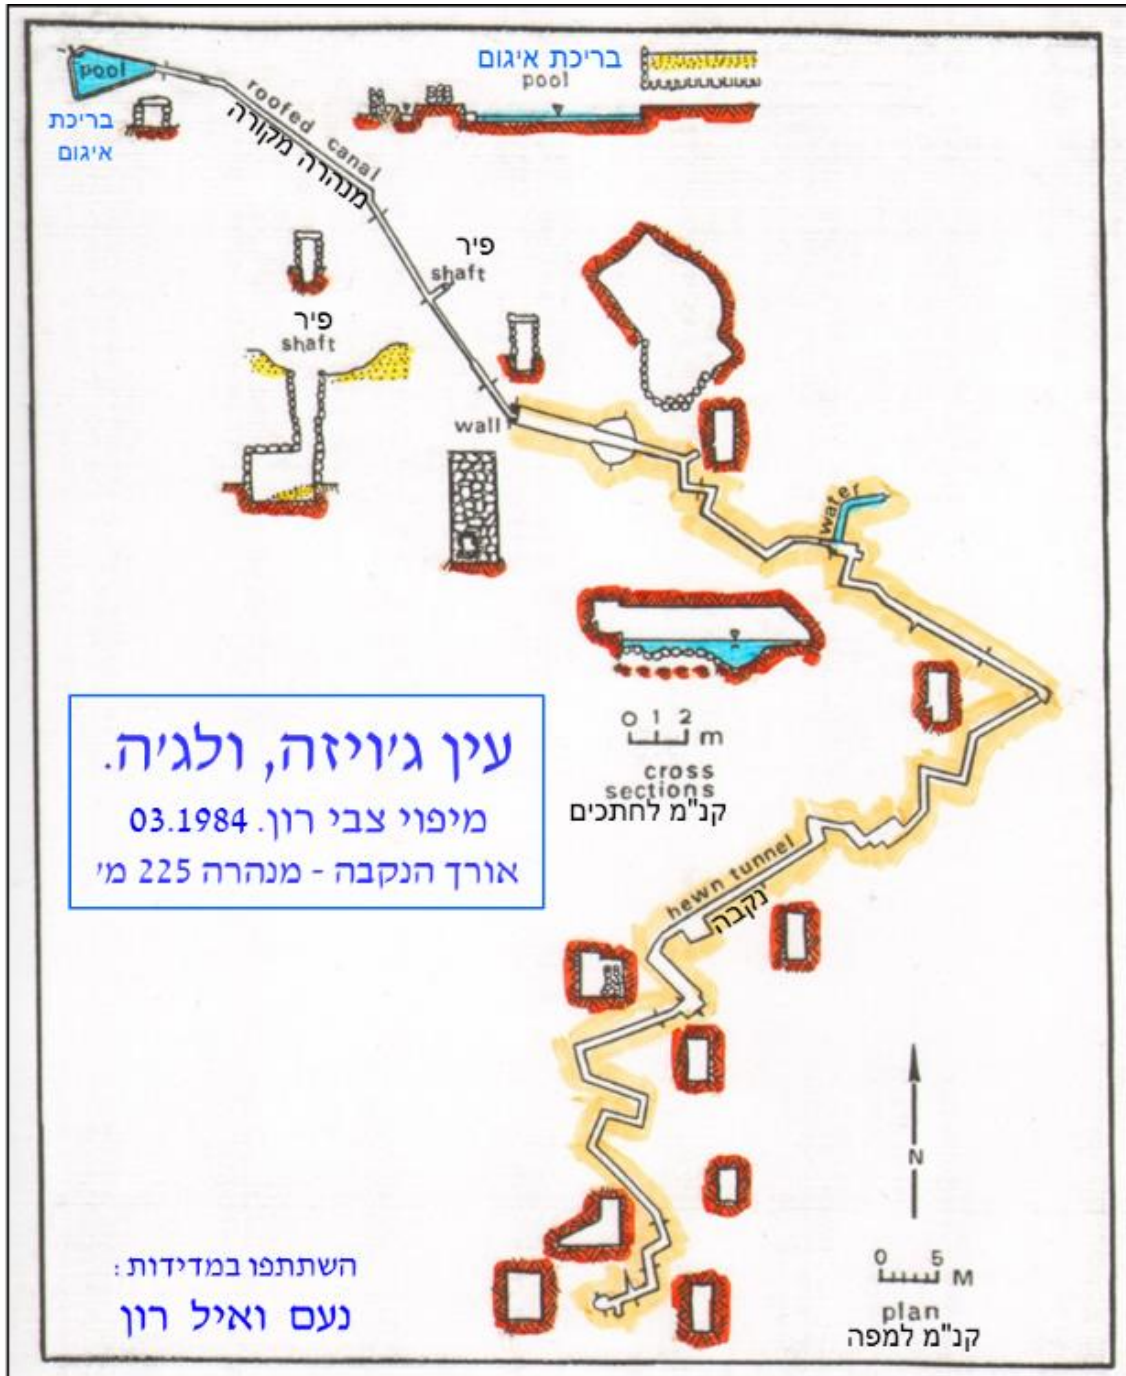 pool
בריכת
איגום
roofed canal
מנהרה מקורה
בריכת איגום
pool
פיר
shaft
פיר
shaft
wall
water
0 1 2
m
cross
sections
קנ"מ לחתכים
עין ג'ויזה, ולג'ה.
מיפוי צבי רון. 03.1984
אורך הנקבה - מנהרה 225 מ'
hewn tunnel
נקבה
N
0 5
M
plan
קנ"מ למפה
השתתפו במדידות :
נעם ואיל רון